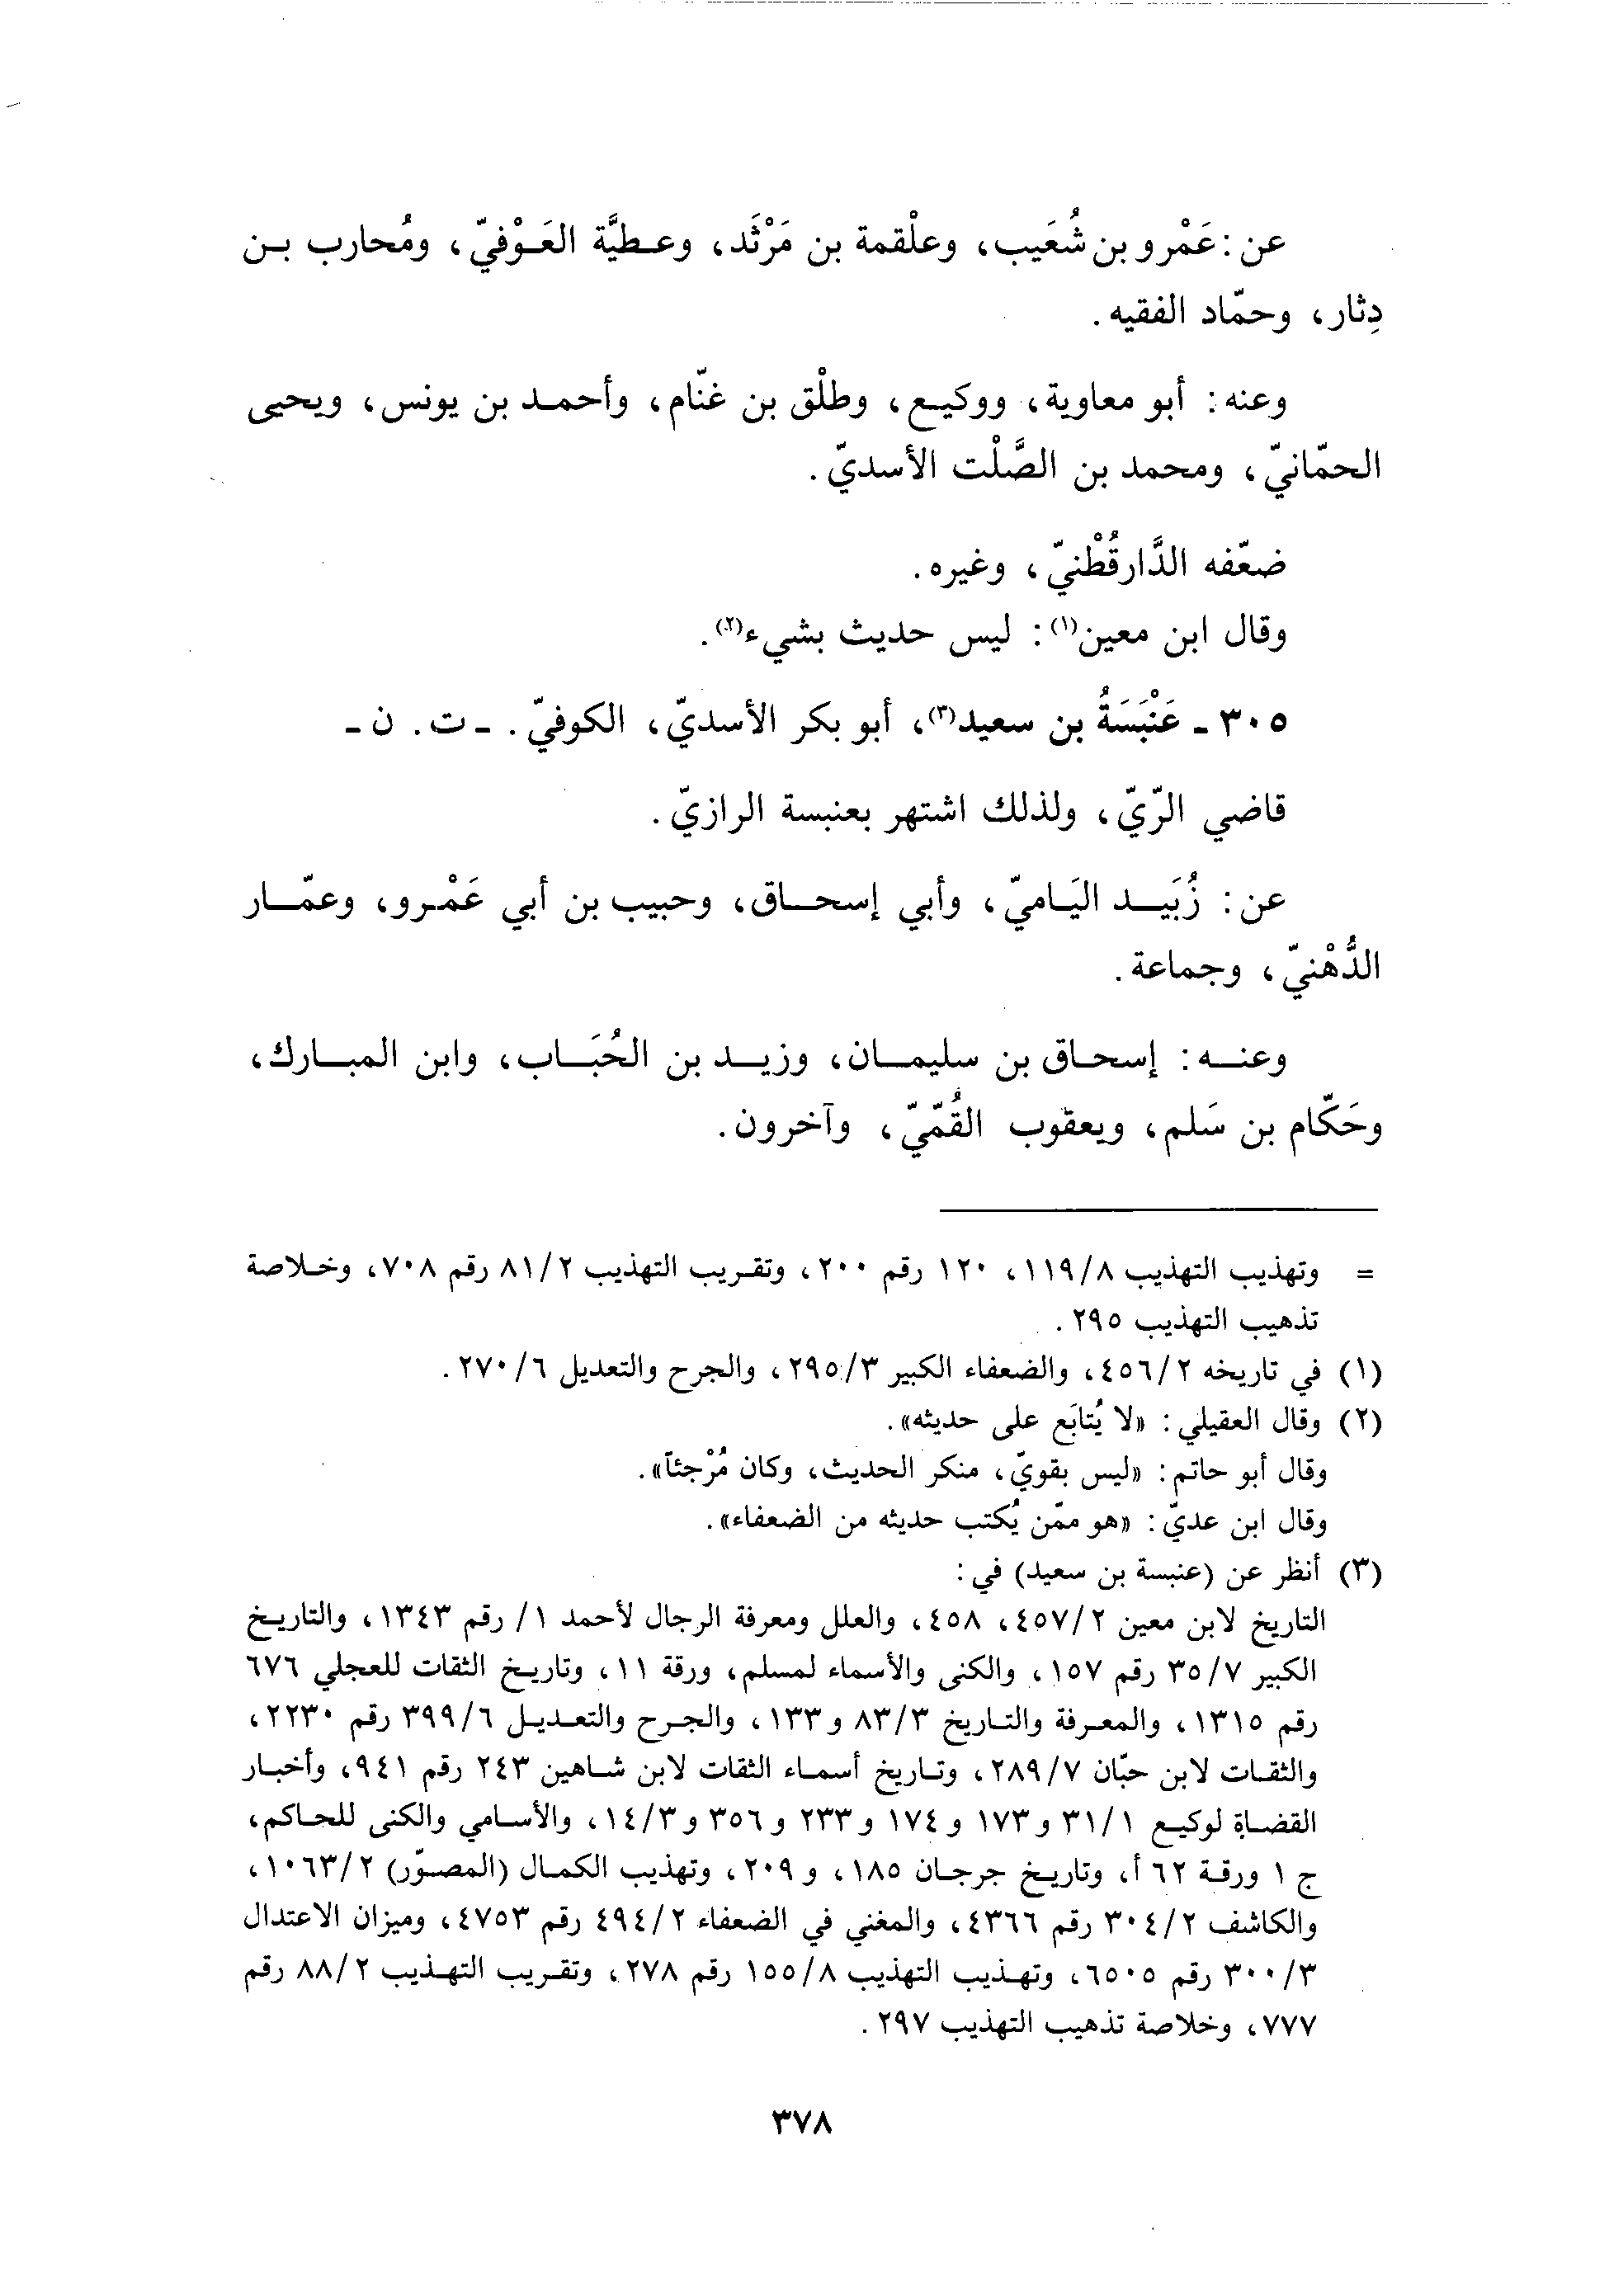 عن: عَمْرو بن شُعَيب، وعلْقمة بن مَرْثَد، وعطيَّة العَوْفيّ، ومُحارب بن
دِثار، وحمّاد الفقيه.
وعنه: أبو معاوية، ووكيع، وطلْق بن غنّام، وأحمد بن يونس، ويحيى
الحمّانيّ، ومحمد بن الصَّلْت الأسديّ.
ضعّفه الدَّارقُطْنيّ، وغيره.
وقال ابن معين(١): ليس حديث بشيء(٢).
٣٠٥ ـ عَنْبَسَةُ بن سعيد(٣)، أبو بكر الأسديّ، الكوفيّ. ـ ت. ن ـ
قاضي الرّيّ، ولذلك اشتهر بعنبسة الرازيّ.
عن: زُبَيد اليَاميّ، وأبي إسحاق، وحبيب بن أبي عَمْرو، وعمّار
الدُّهْنيّ، وجماعة.
وعنه: إسحاق بن سليمان، وزيد بن الحُبَاب، وابن المبارك،
وحَكّام بن سَلم، ويعقوب القُمّيّ، وآخرون.
= وتهذيب التهذيب ١١٩/٨، ١٢٠ رقم ٢٠٠، وتقريب التهذيب ٨١/٢ رقم ٧٠٨، وخلاصة
تذهيب التهذيب ٢٩٥.
(١) في تاريخه ٤٥٦/٢، والضعفاء الكبير ٢٩٥/٣، والجرح والتعديل ٢٧٠/٦.
(٢) وقال العقيلي: «لا يُتابَع على حديثه».
وقال أبو حاتم: «ليس بقويّ، منكر الحديث، وكان مُرْجئاً».
وقال ابن عديّ: «هو ممّن يُكتب حديثه من الضعفاء».
(٣) أنظر عن (عنبسة بن سعيد) في:
التاريخ لابن معين ٤٥٧/٢، ٤٥٨، والعلل ومعرفة الرجال لأحمد ١/ رقم ١٣٤٣، والتاريخ
الكبير ٣٥/٧ رقم ١٥٧، والكنى والأسماء لمسلم، ورقة ١١، وتاريخ الثقات للعجلي ٦٧٦
رقم ١٣١٥، والمعرفة والتاريخ ٨٣/٣ و١٣٣، والجرح والتعديل ٣٩٩/٦ رقم ٢٢٣٠،
والثقات لابن حبّان ٢٨٩/٧، وتاريخ أسماء الثقات لابن شاهين ٢٤٣ رقم ٩٤١، وأخبار
القضاة لوكيع ٣١/١ و١٧٣ و١٧٤ و٢٣٣ و٣٥٦ و١٤/٣، والأسامي والكنى للحاكم،
ج ١ ورقة ٦٢ أ، وتاريخ جرجان ١٨٥، و٢٠٩، وتهذيب الكمال (المصوّر) ١٠٦٣/٢،
والكاشف ٣٠٤/٢ رقم ٤٣٦٦، والمغني في الضعفاء ٤٩٤/٢ رقم ٤٧٥٣، وميزان الاعتدال
٣٠٠/٣ رقم ٦٥٠٥، وتهذيب التهذيب ١٥٥/٨ رقم ٢٧٨، وتقريب التهذيب ٨٨/٢ رقم
٧٧٧، وخلاصة تذهيب التهذيب ٢٩٧.
٣٧٨